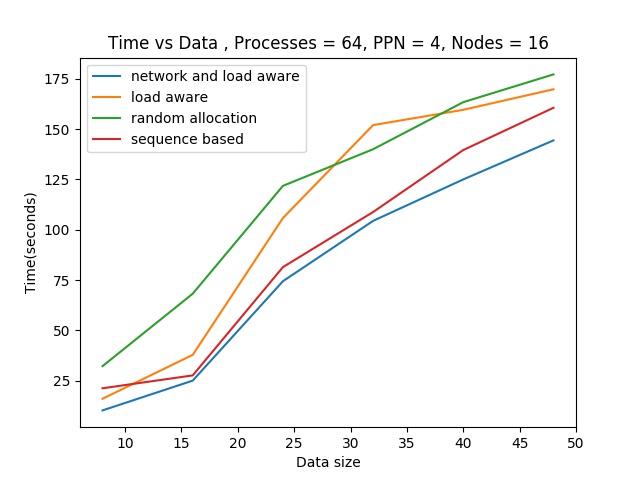 Time vs Data , Processes = 64, PPN = 4, Nodes = 16
175
150
125
100
75
50
25
Time(seconds)
network and load aware
load aware
random allocation
sequence based
10 15 20 25 30 35 40 45 50
Data size